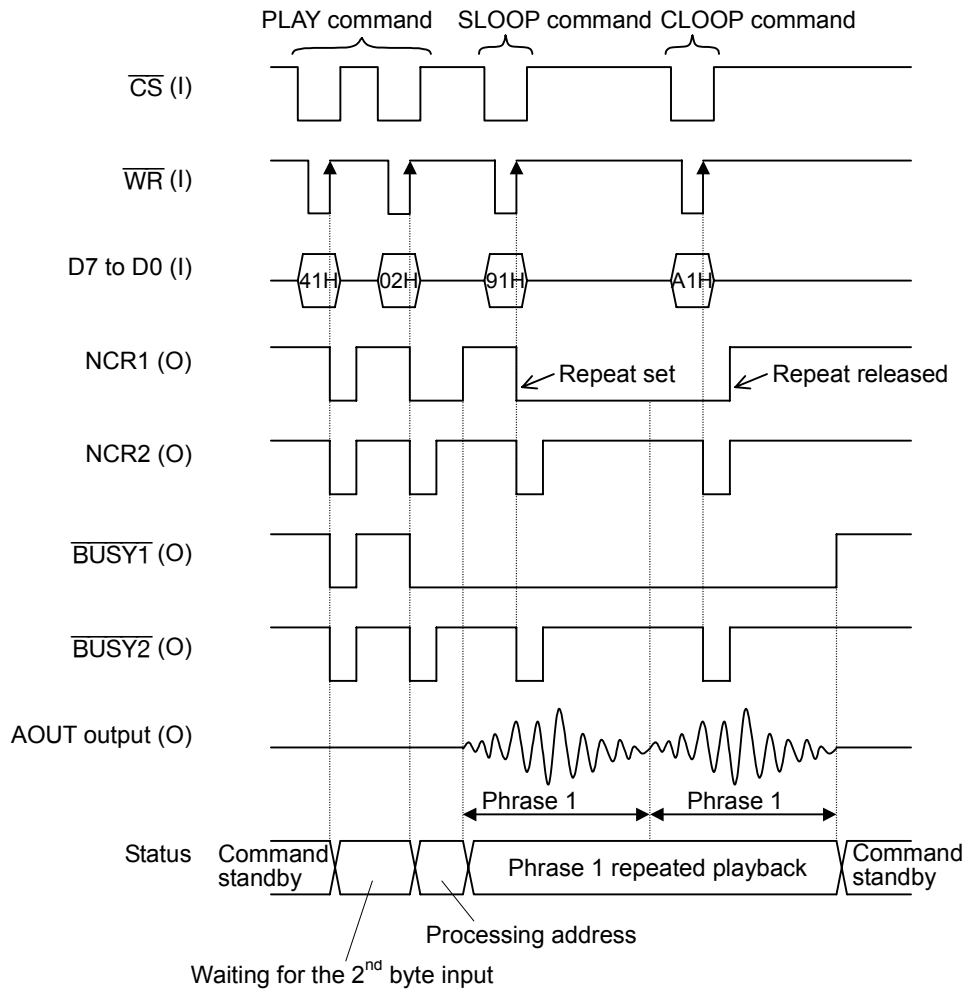 PLAY command SLOOP command CLOOP command
CS (I)
WR (I)
D7 to D0 (I) 41H 02H 91H A1H
NCR1 (O) Repeat set Repeat released
NCR2 (O)
BUSY1 (O)
BUSY2 (O)
AOUT output (O)
Phrase 1 Phrase 1
Status Command standby Phrase 1 repeated playback Command standby
Processing address
Waiting for the 2nd byte input